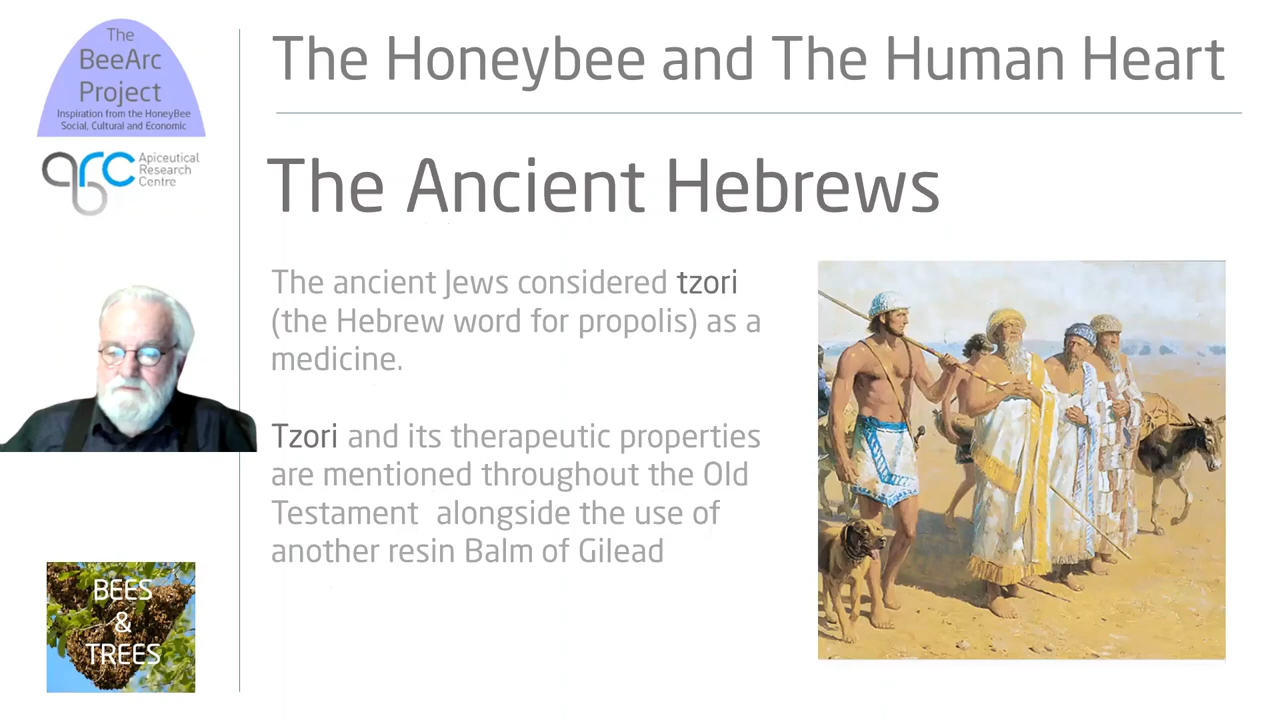 The
BeeArc
Project
Inspiration from the HoneyBee
Social, Cultural and Economic
arc
Apiceutical
Research
Centre
The Honeybee and The Human Heart
The Ancient Hebrews
The ancient Jews considered tzori
(the Hebrew word for propolis) as a
medicine.
Tzori and its therapeutic properties
are mentioned throughout the Old
Testament  alongside the use of
another resin Balm of Gilead
BEES
&
TREES